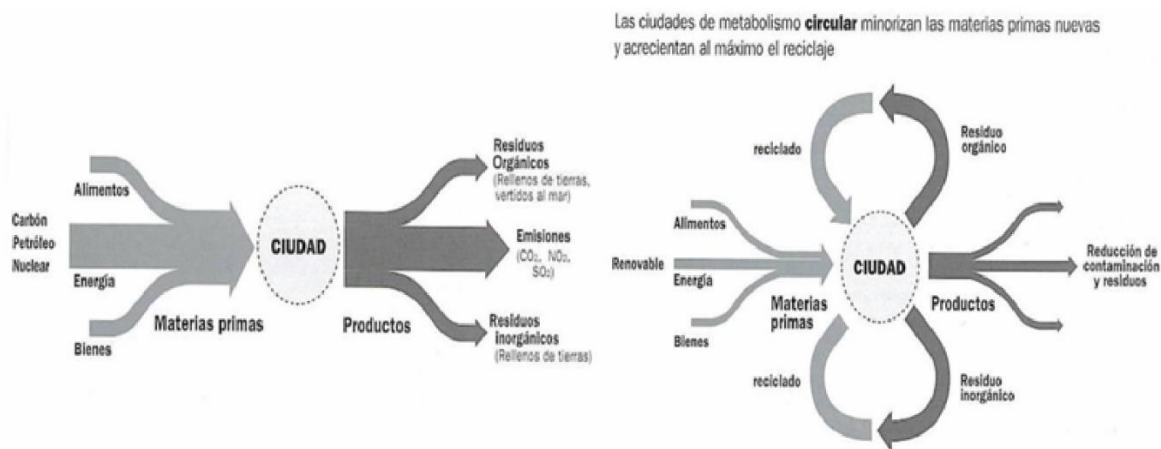 Alimentos
Carbón
Petróleo
Nuclear
Energía
Bienes
Materias primas
CIUDAD
Productos
Residuos
Orgánicos
(Rellenos de tierras,
vertidos al mar)
Emisiones
(CO₂, NO₂,
SO₂)
Residuos
inorgánicos
(Rellenos de tierras)
Las ciudades de metabolismo circular minorizan las materias primas nuevas
y acrecientan al máximo el reciclaje
reciclado
Residuo
orgánico
Alimentos
Renovable
Energía
Bienes
Materias
primas
CIUDAD
Productos
Reducción de
contaminación
y residuos
reciclado
Residuo
inorgánico